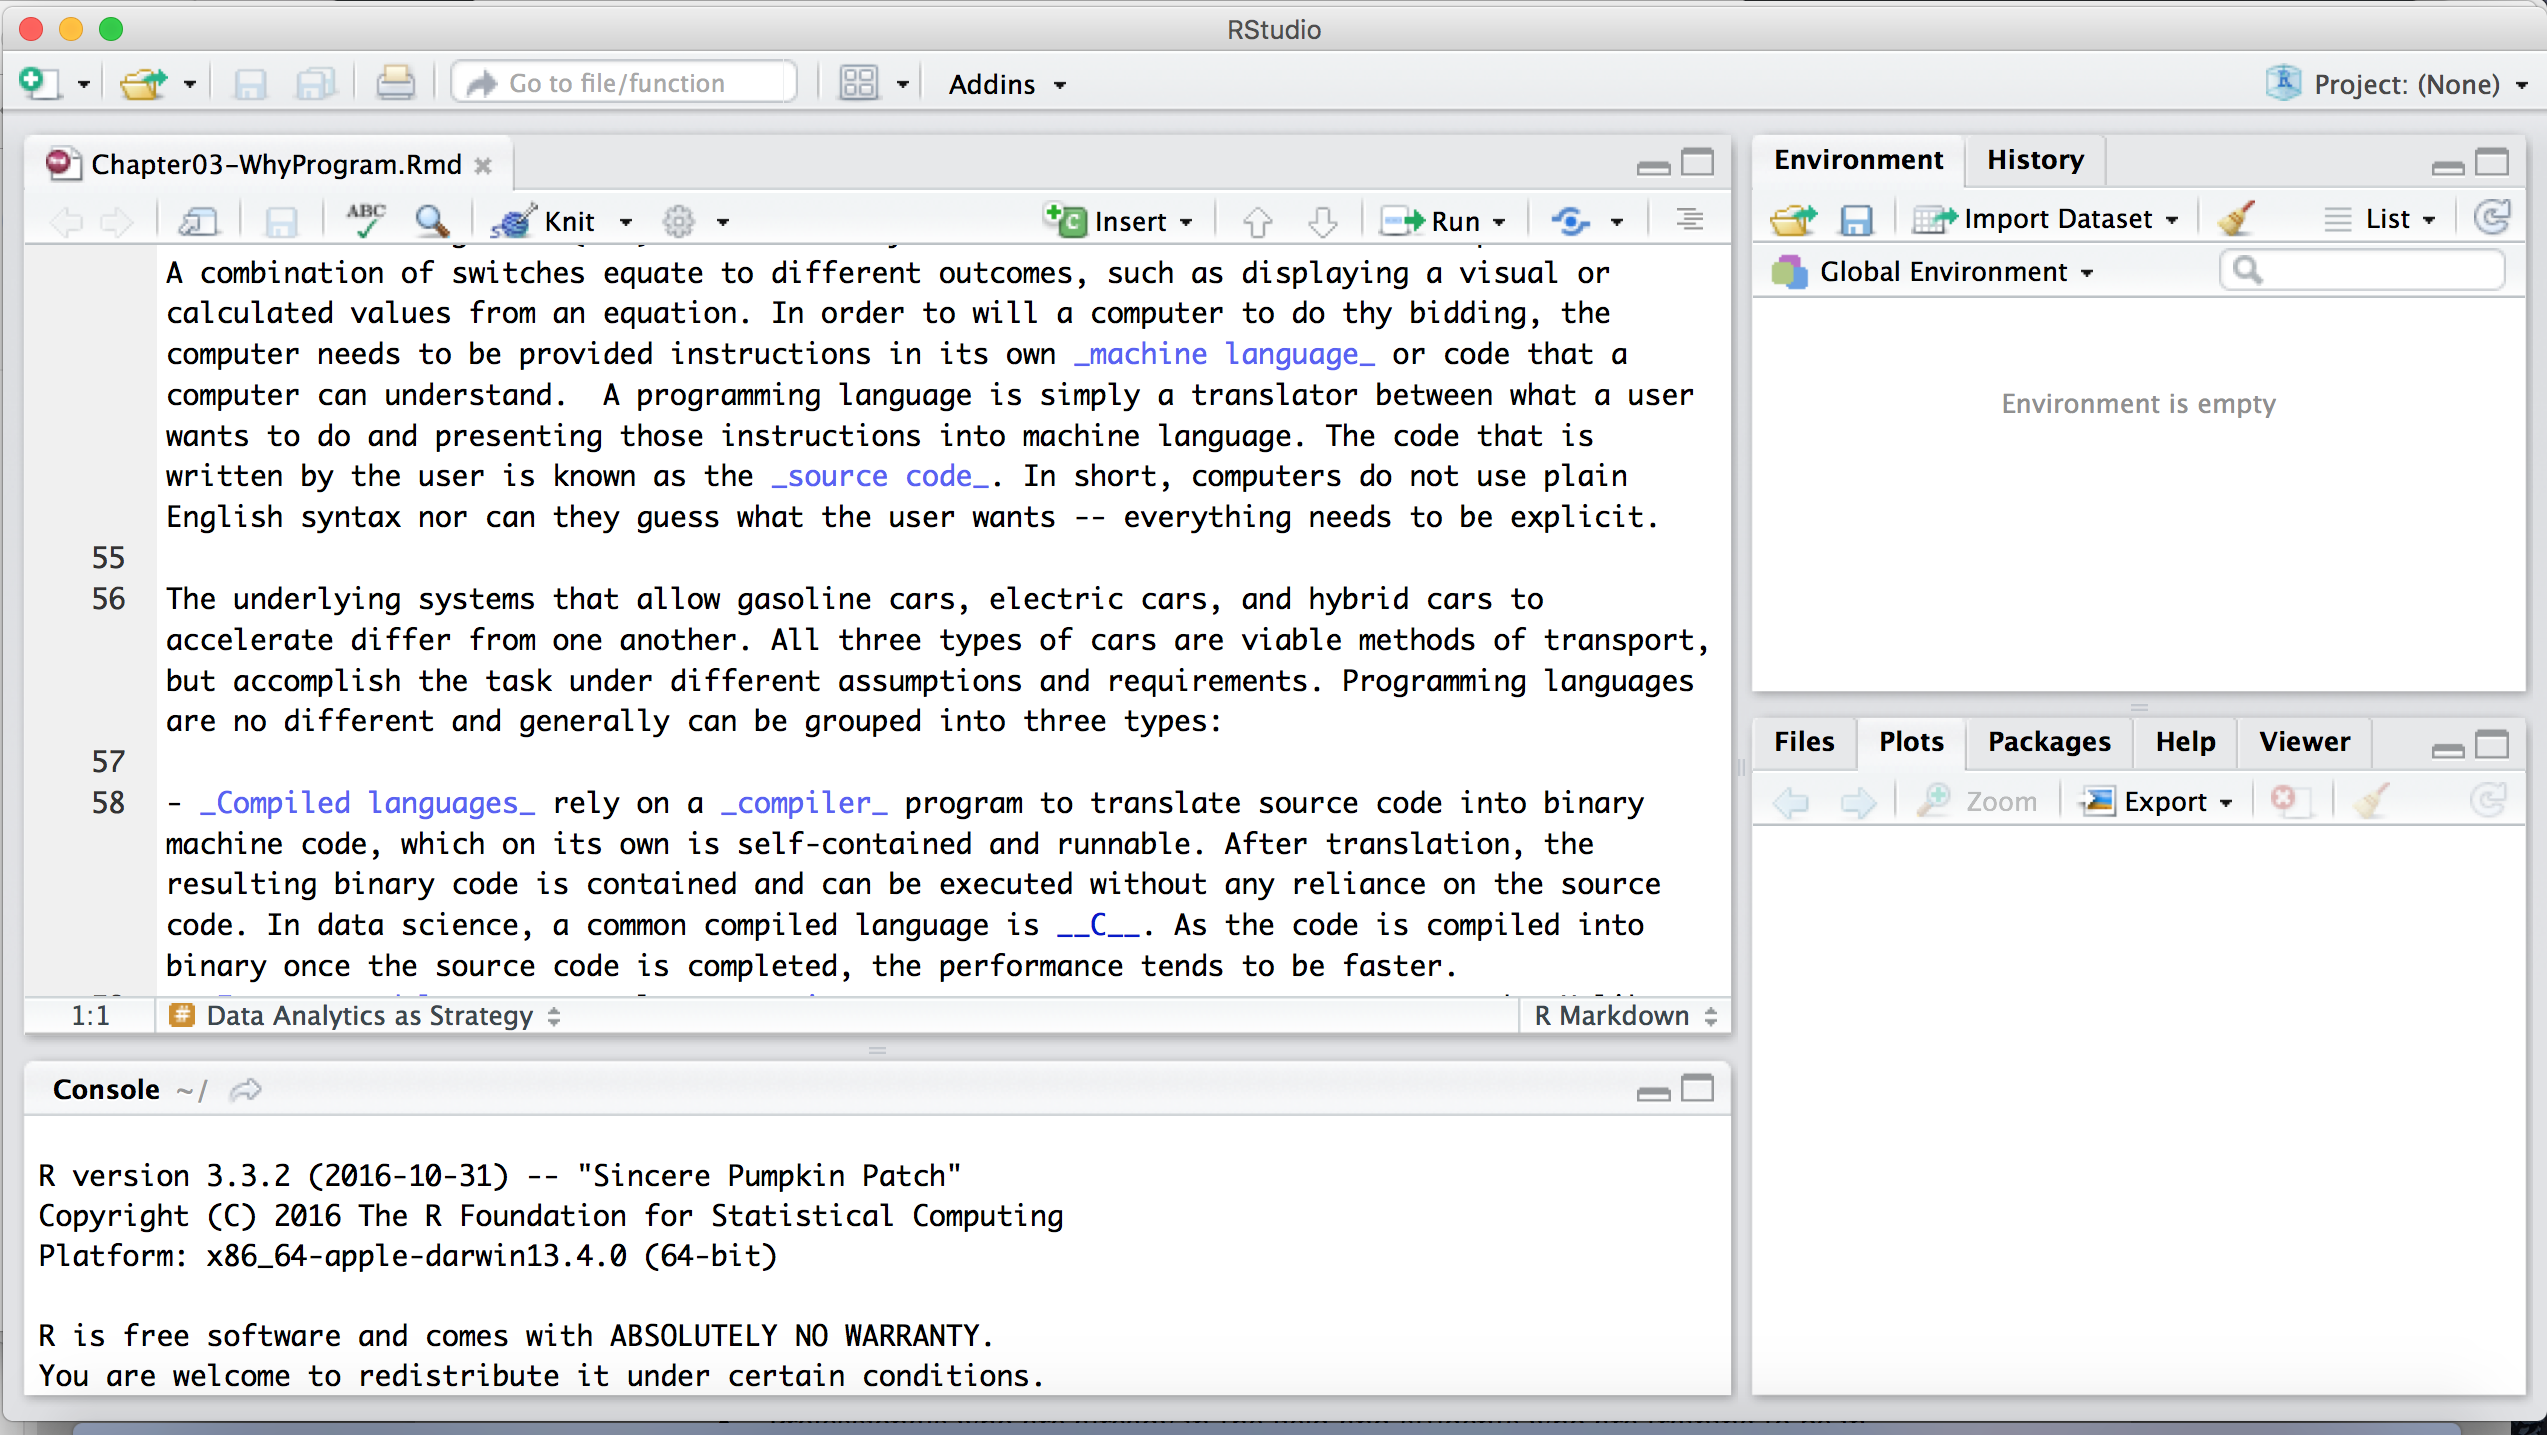 RStudio
Go to file/function
Addins
Project: (None)
Chapter03-WhyProgram.Rmd
ABC
Knit
Insert
Run
A combination of switches equate to different outcomes, such as displaying a visual or
calculated values from an equation. In order to will a computer to do thy bidding, the
computer needs to be provided instructions in its own _machine language_ or code that a
computer can understand.  A programming language is simply a translator between what a user
wants to do and presenting those instructions into machine language. The code that is
written by the user is known as the _source code_. In short, computers do not use plain
English syntax nor can they guess what the user wants -- everything needs to be explicit.
55
56 The underlying systems that allow gasoline cars, electric cars, and hybrid cars to
accelerate differ from one another. All three types of cars are viable methods of transport,
but accomplish the task under different assumptions and requirements. Programming languages
are no different and generally can be grouped into three types:
57
58 - _Compiled languages_ rely on a _compiler_ program to translate source code into binary
machine code, which on its own is self-contained and runnable. After translation, the
resulting binary code is contained and can be executed without any reliance on the source
code. In data science, a common compiled language is __C__. As the code is compiled into
binary once the source code is completed, the performance tends to be faster.
1:1 # Data Analytics as Strategy R Markdown
Console ~/
R version 3.3.2 (2016-10-31) -- "Sincere Pumpkin Patch"
Copyright (C) 2016 The R Foundation for Statistical Computing
Platform: x86_64-apple-darwin13.4.0 (64-bit)
R is free software and comes with ABSOLUTELY NO WARRANTY.
You are welcome to redistribute it under certain conditions.
Environment History
Import Dataset List
Global Environment
Environment is empty
Files Plots Packages Help Viewer
Zoom Export